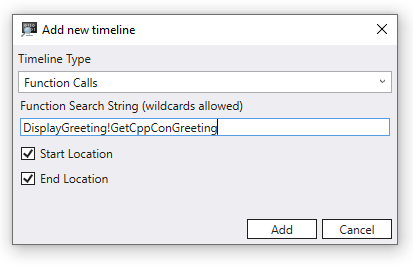 Add new timeline
Timeline Type
Function Calls
Function Search String (wildcards allowed)
DisplayGreeting!GetCppConGreeting
Start Location
End Location
Add
Cancel